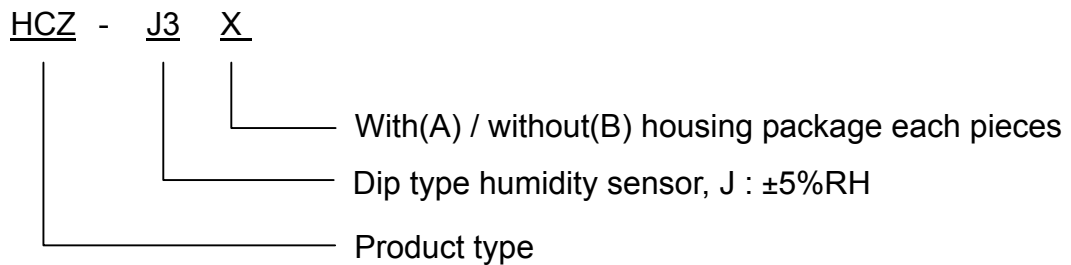 HCZ - J3 X
With(A) / without(B) housing package each pieces
Dip type humidity sensor, J : ±5%RH
Product type